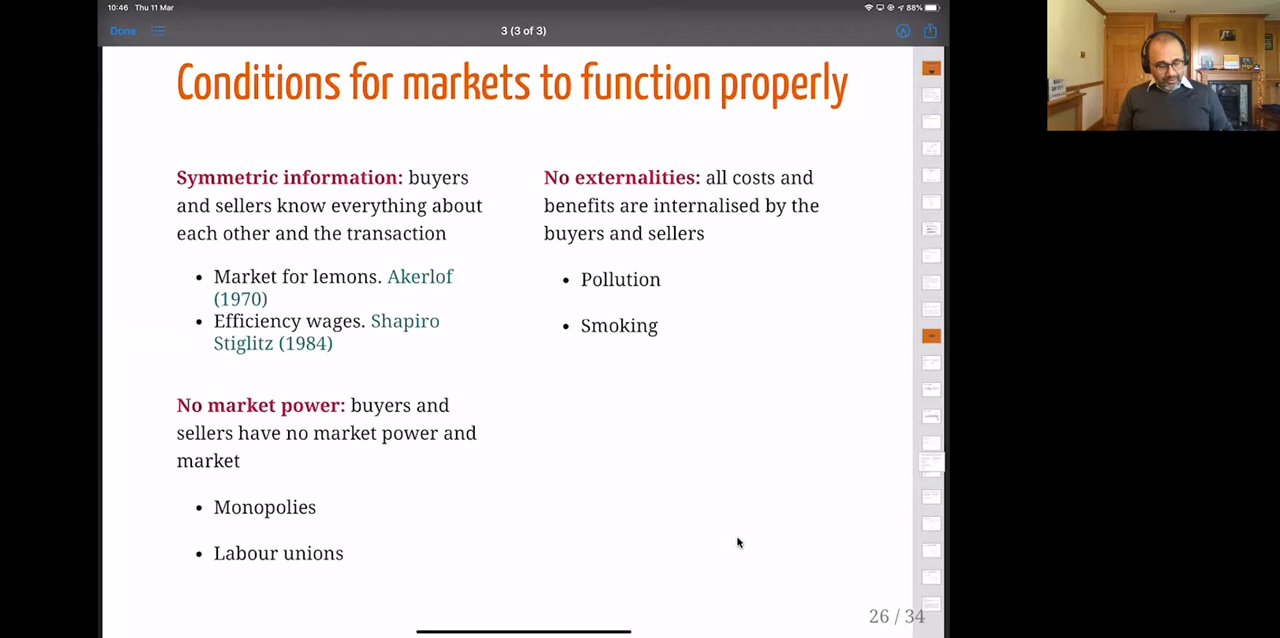 10:46 Thu 11 Mar
88%
Done
3 (3 of 3)
Conditions for markets to function properly
Symmetric information: buyers
and sellers know everything about
each other and the transaction
• Market for lemons. Akerlof
(1970)
• Efficiency wages. Shapiro
Stiglitz (1984)
No market power: buyers and
sellers have no market power and
market
• Monopolies
• Labour unions
No externalities: all costs and
benefits are internalised by the
buyers and sellers
• Pollution
• Smoking
26 / 34